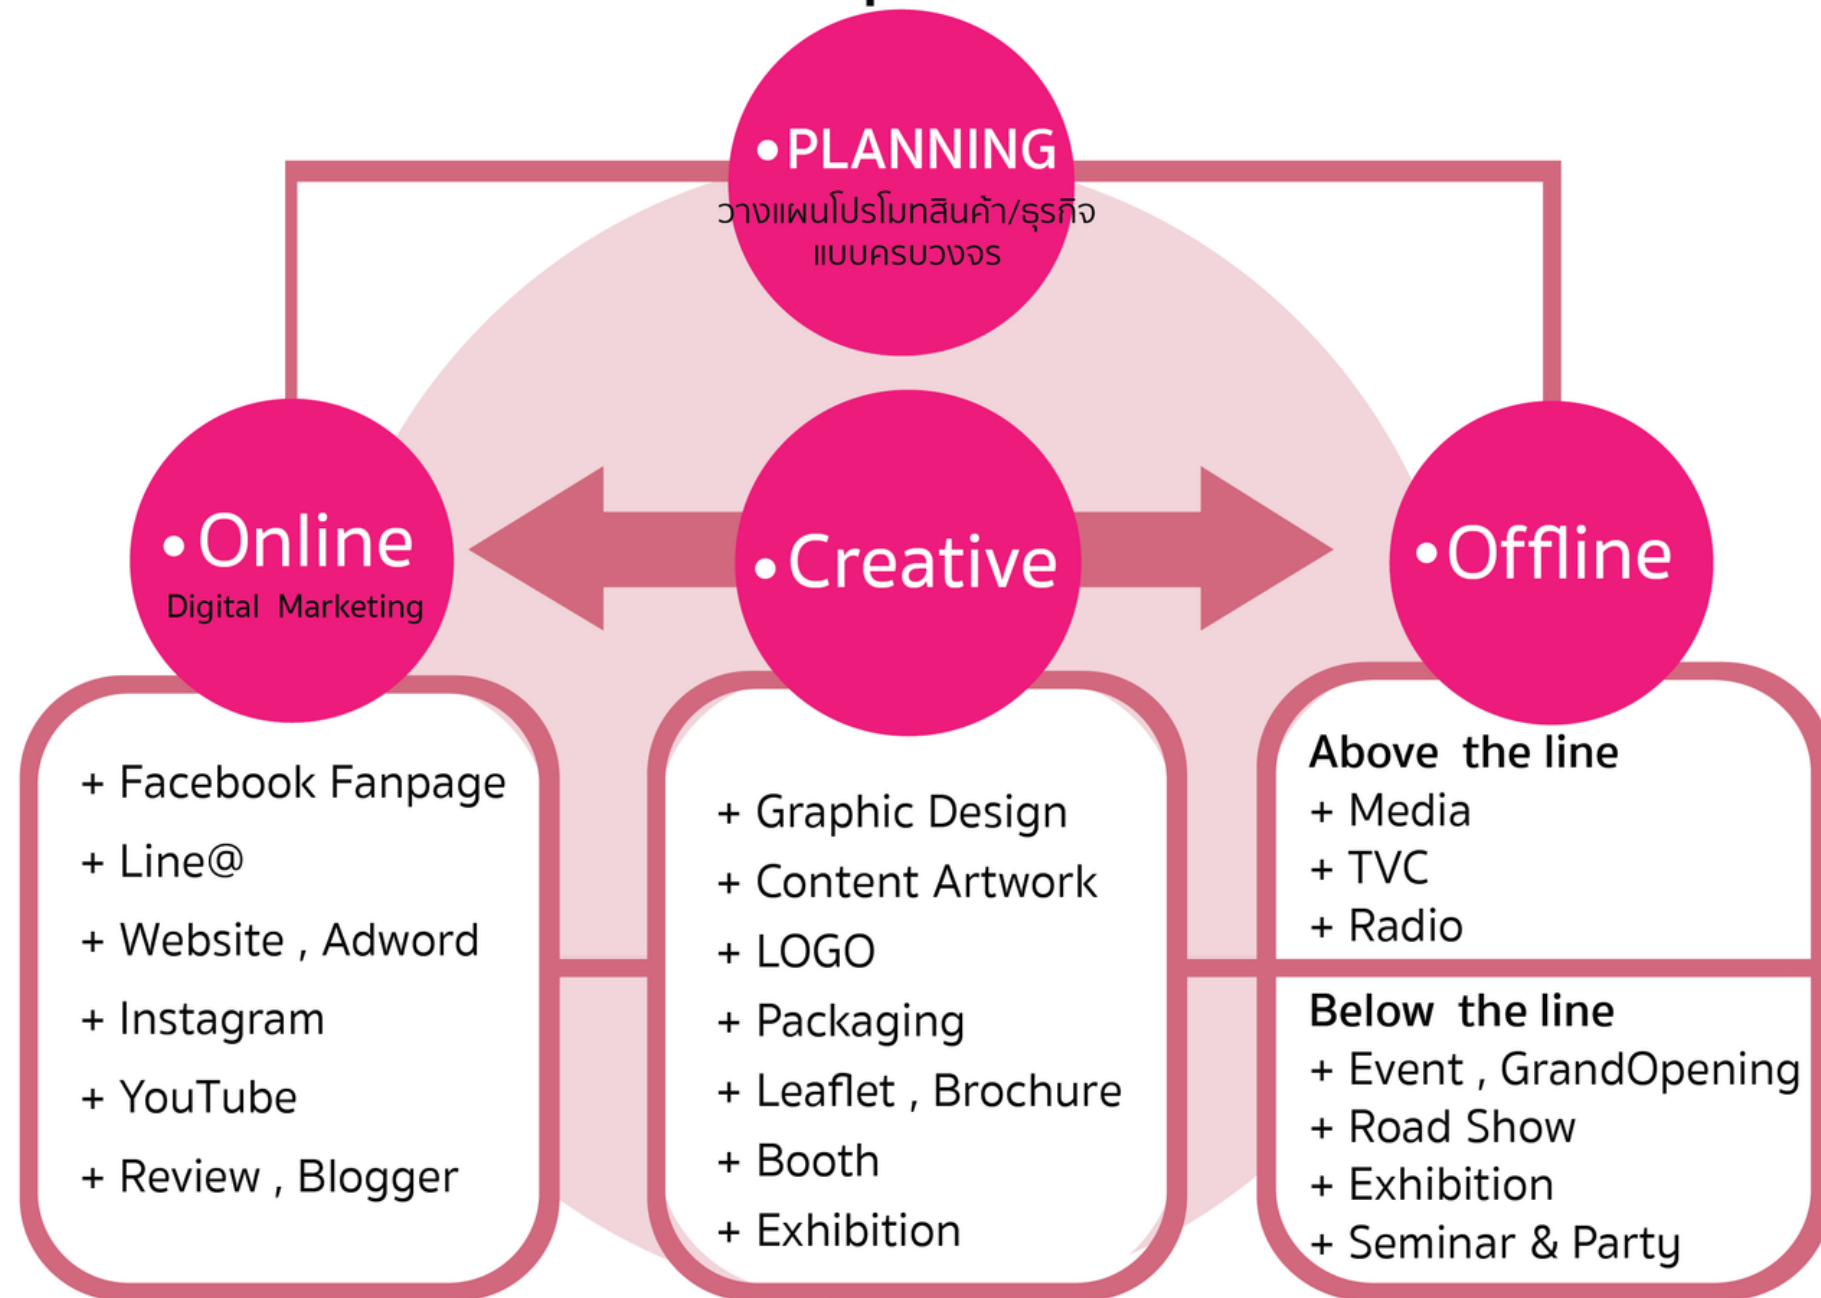 •PLANNING
วางแผนโปรโมทสินค้า/ธุรกิจ
แบบครบวงจร
•Online
Digital Marketing
•Creative
•Offline
+ Facebook Fanpage
+ Line@
+ Website , Adword
+ Instagram
+ YouTube
+ Review , Blogger
+ Graphic Design
+ Content Artwork
+ LOGO
+ Packaging
+ Leaflet , Brochure
+ Booth
+ Exhibition
Above the line
+ Media
+ TVC
+ Radio
Below the line
+ Event , GrandOpening
+ Road Show
+ Exhibition
+ Seminar & Party